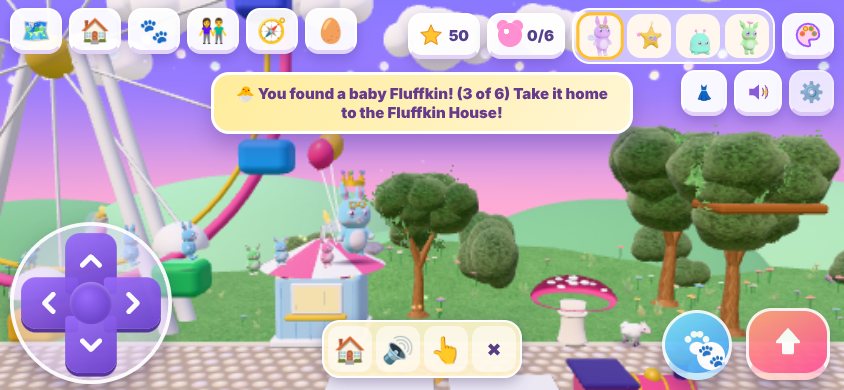 50
0/6
🐣 You found a baby Fluffkin! (3 of 6) Take it home
to the Fluffkin House!